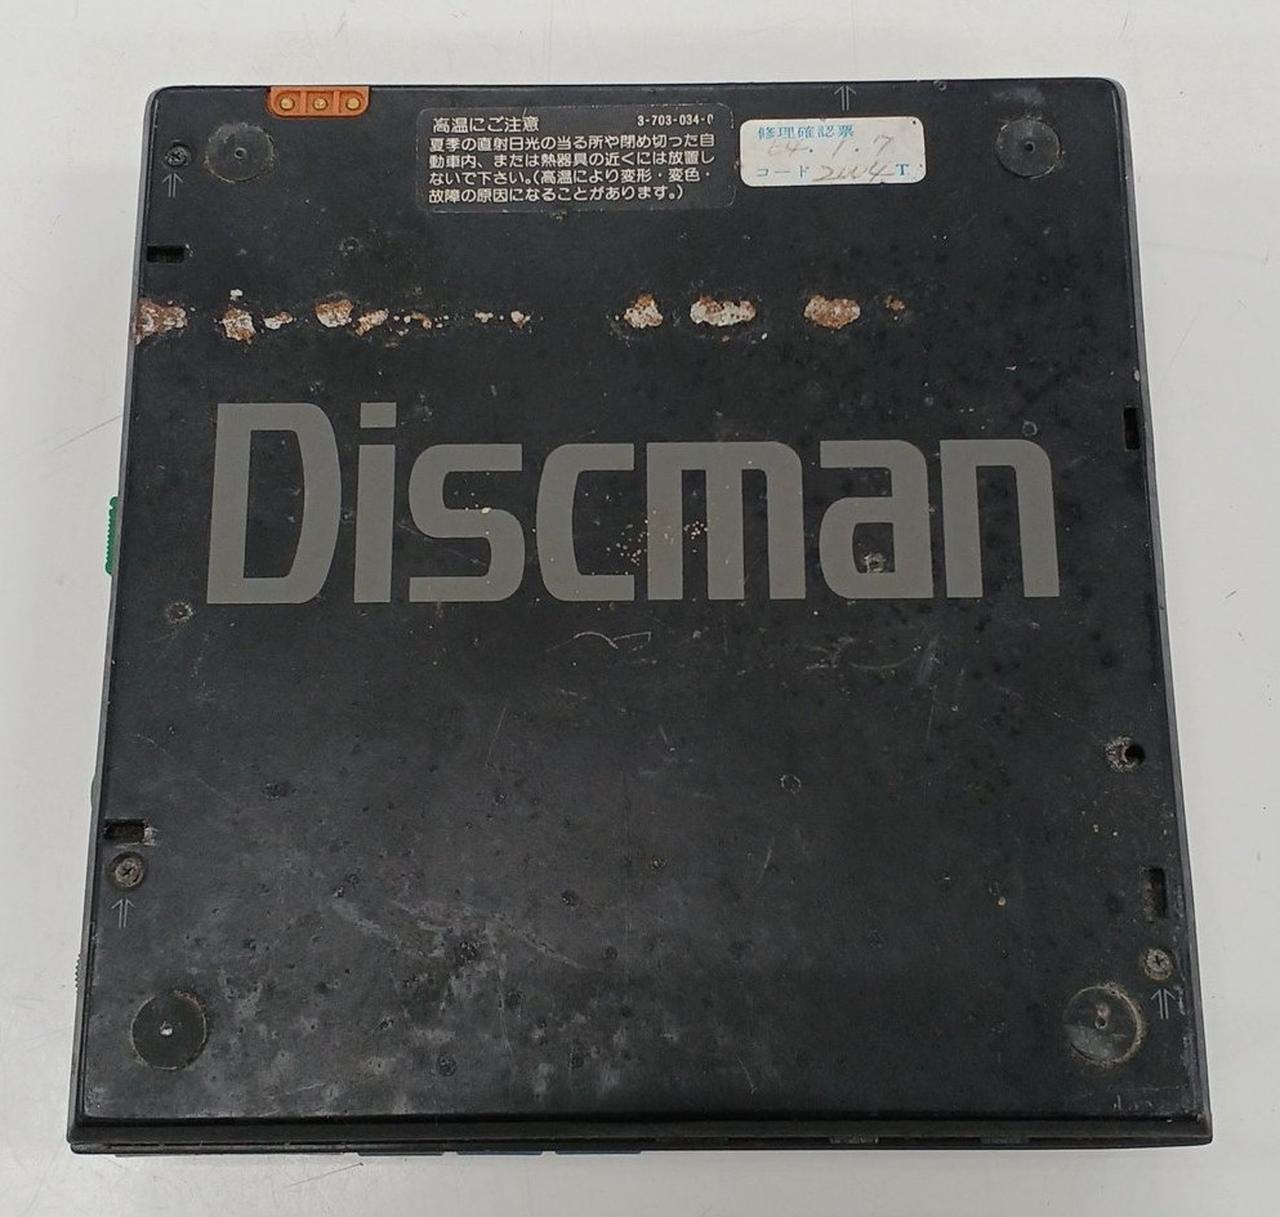 高温にご注意 3-703-034-0
夏季の直射日光の当る所や閉め切った自
動車内、または熱器具の近くには放置し
ないで下さい。(高温により変形・変色・
故障の原因になることがあります。)
修理確認票
64.1.7
コード 2004 T
Discman